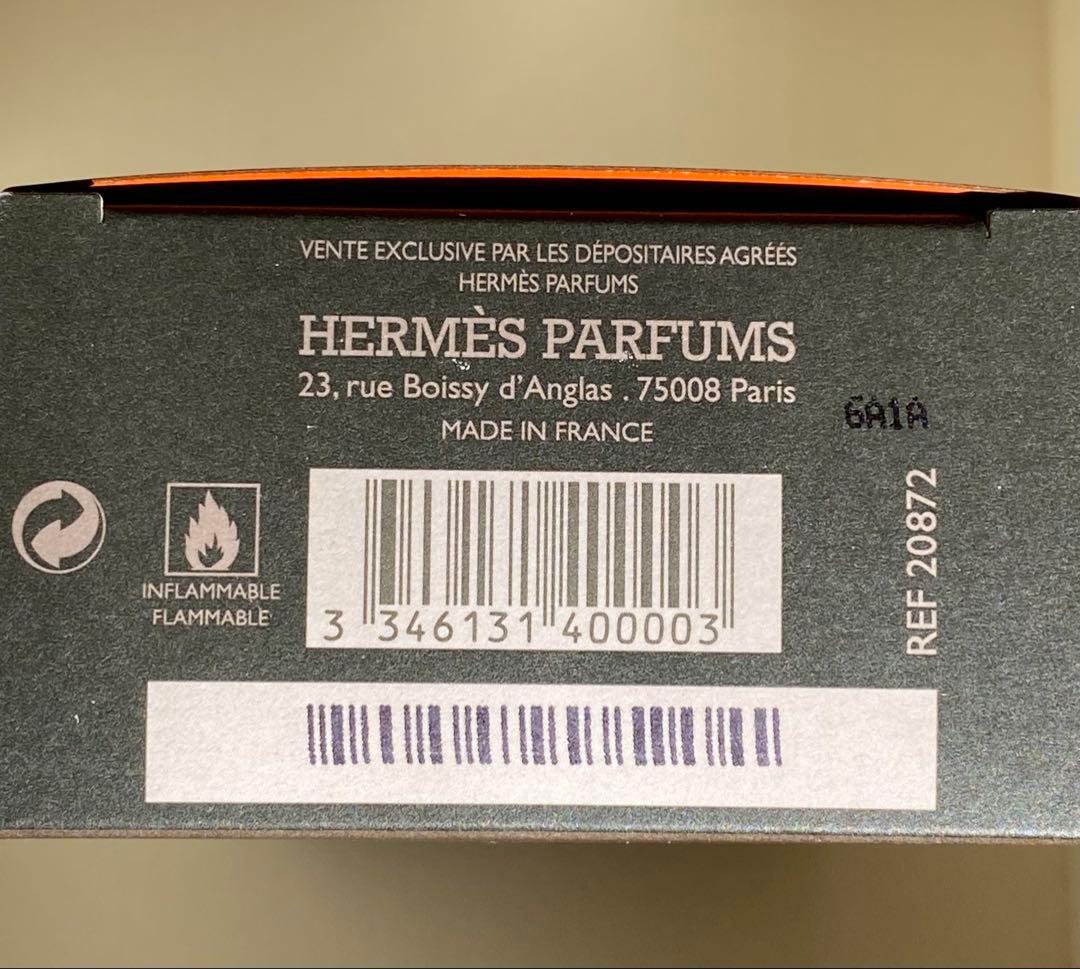 VENTE EXCLUSIVE PAR LES DÉPOSITAIRES AGRÉÉS
HERMÈS PARFUMS
HERMÈS PARFUMS
23, rue Boissy d'Anglas . 75008 Paris
MADE IN FRANCE
6A1A
REF 20872
INFLAMMABLE
FLAMMABLE
3 346131 400003